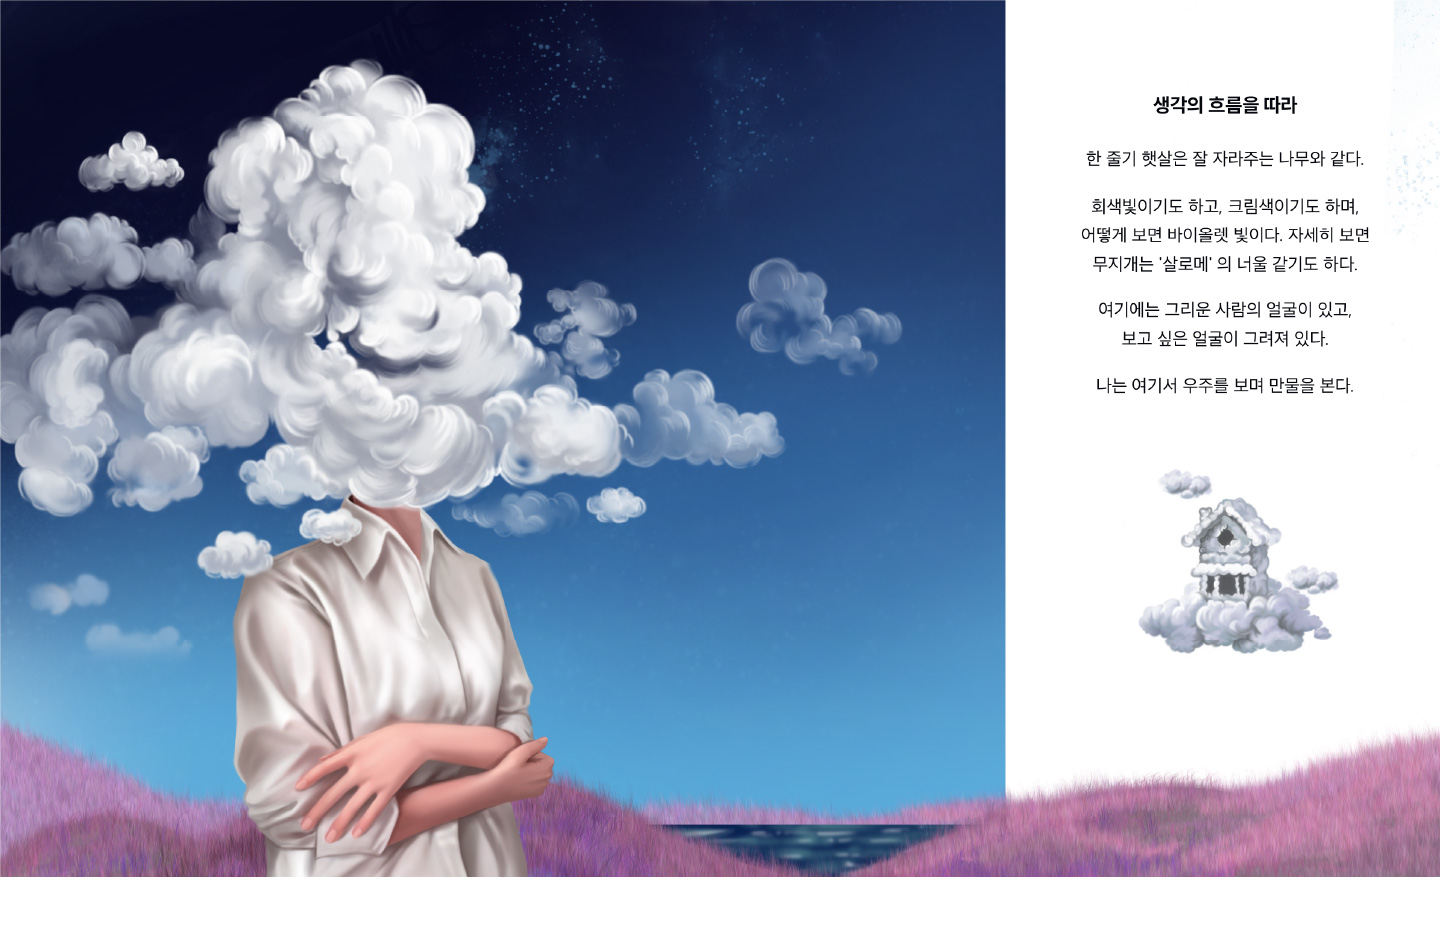 생각의 흐름을 따라
한 줄기 햇살은 잘 자라주는 나무와 같다.
회색빛이기도 하고, 크림색이기도 하며,
어떻게 보면 바이올렛 빛이다. 자세히 보면
무지개는 '살로메' 의 너울 같기도 하다.
여기에는 그리운 사람의 얼굴이 있고,
보고 싶은 얼굴이 그려져 있다.
나는 여기서 우주를 보며 만물을 본다.